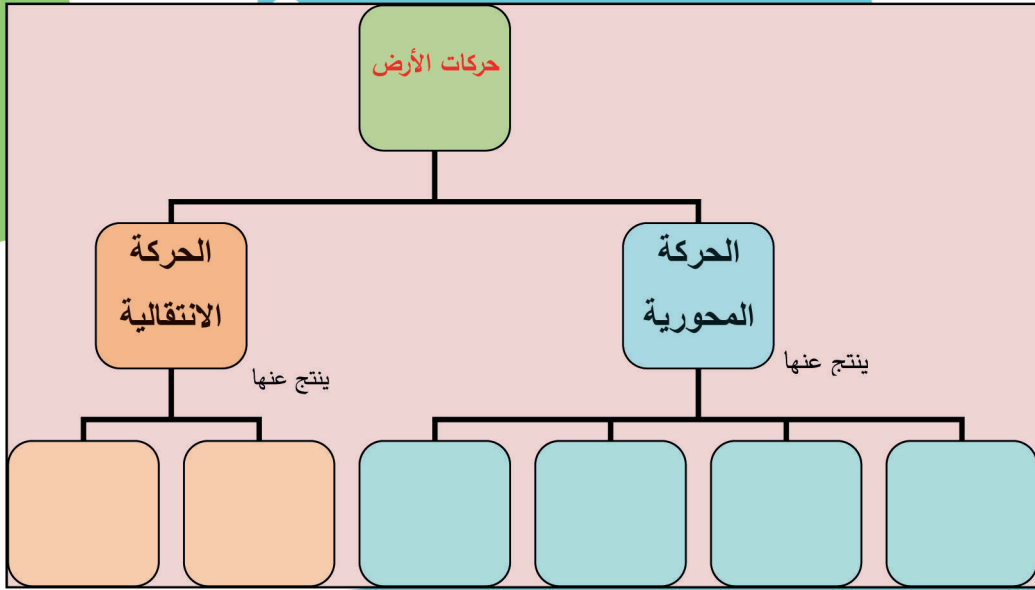 حركات الأرض
الحركة
المحورية
ينتج عنها
الحركة
الانتقالية
ينتج عنها